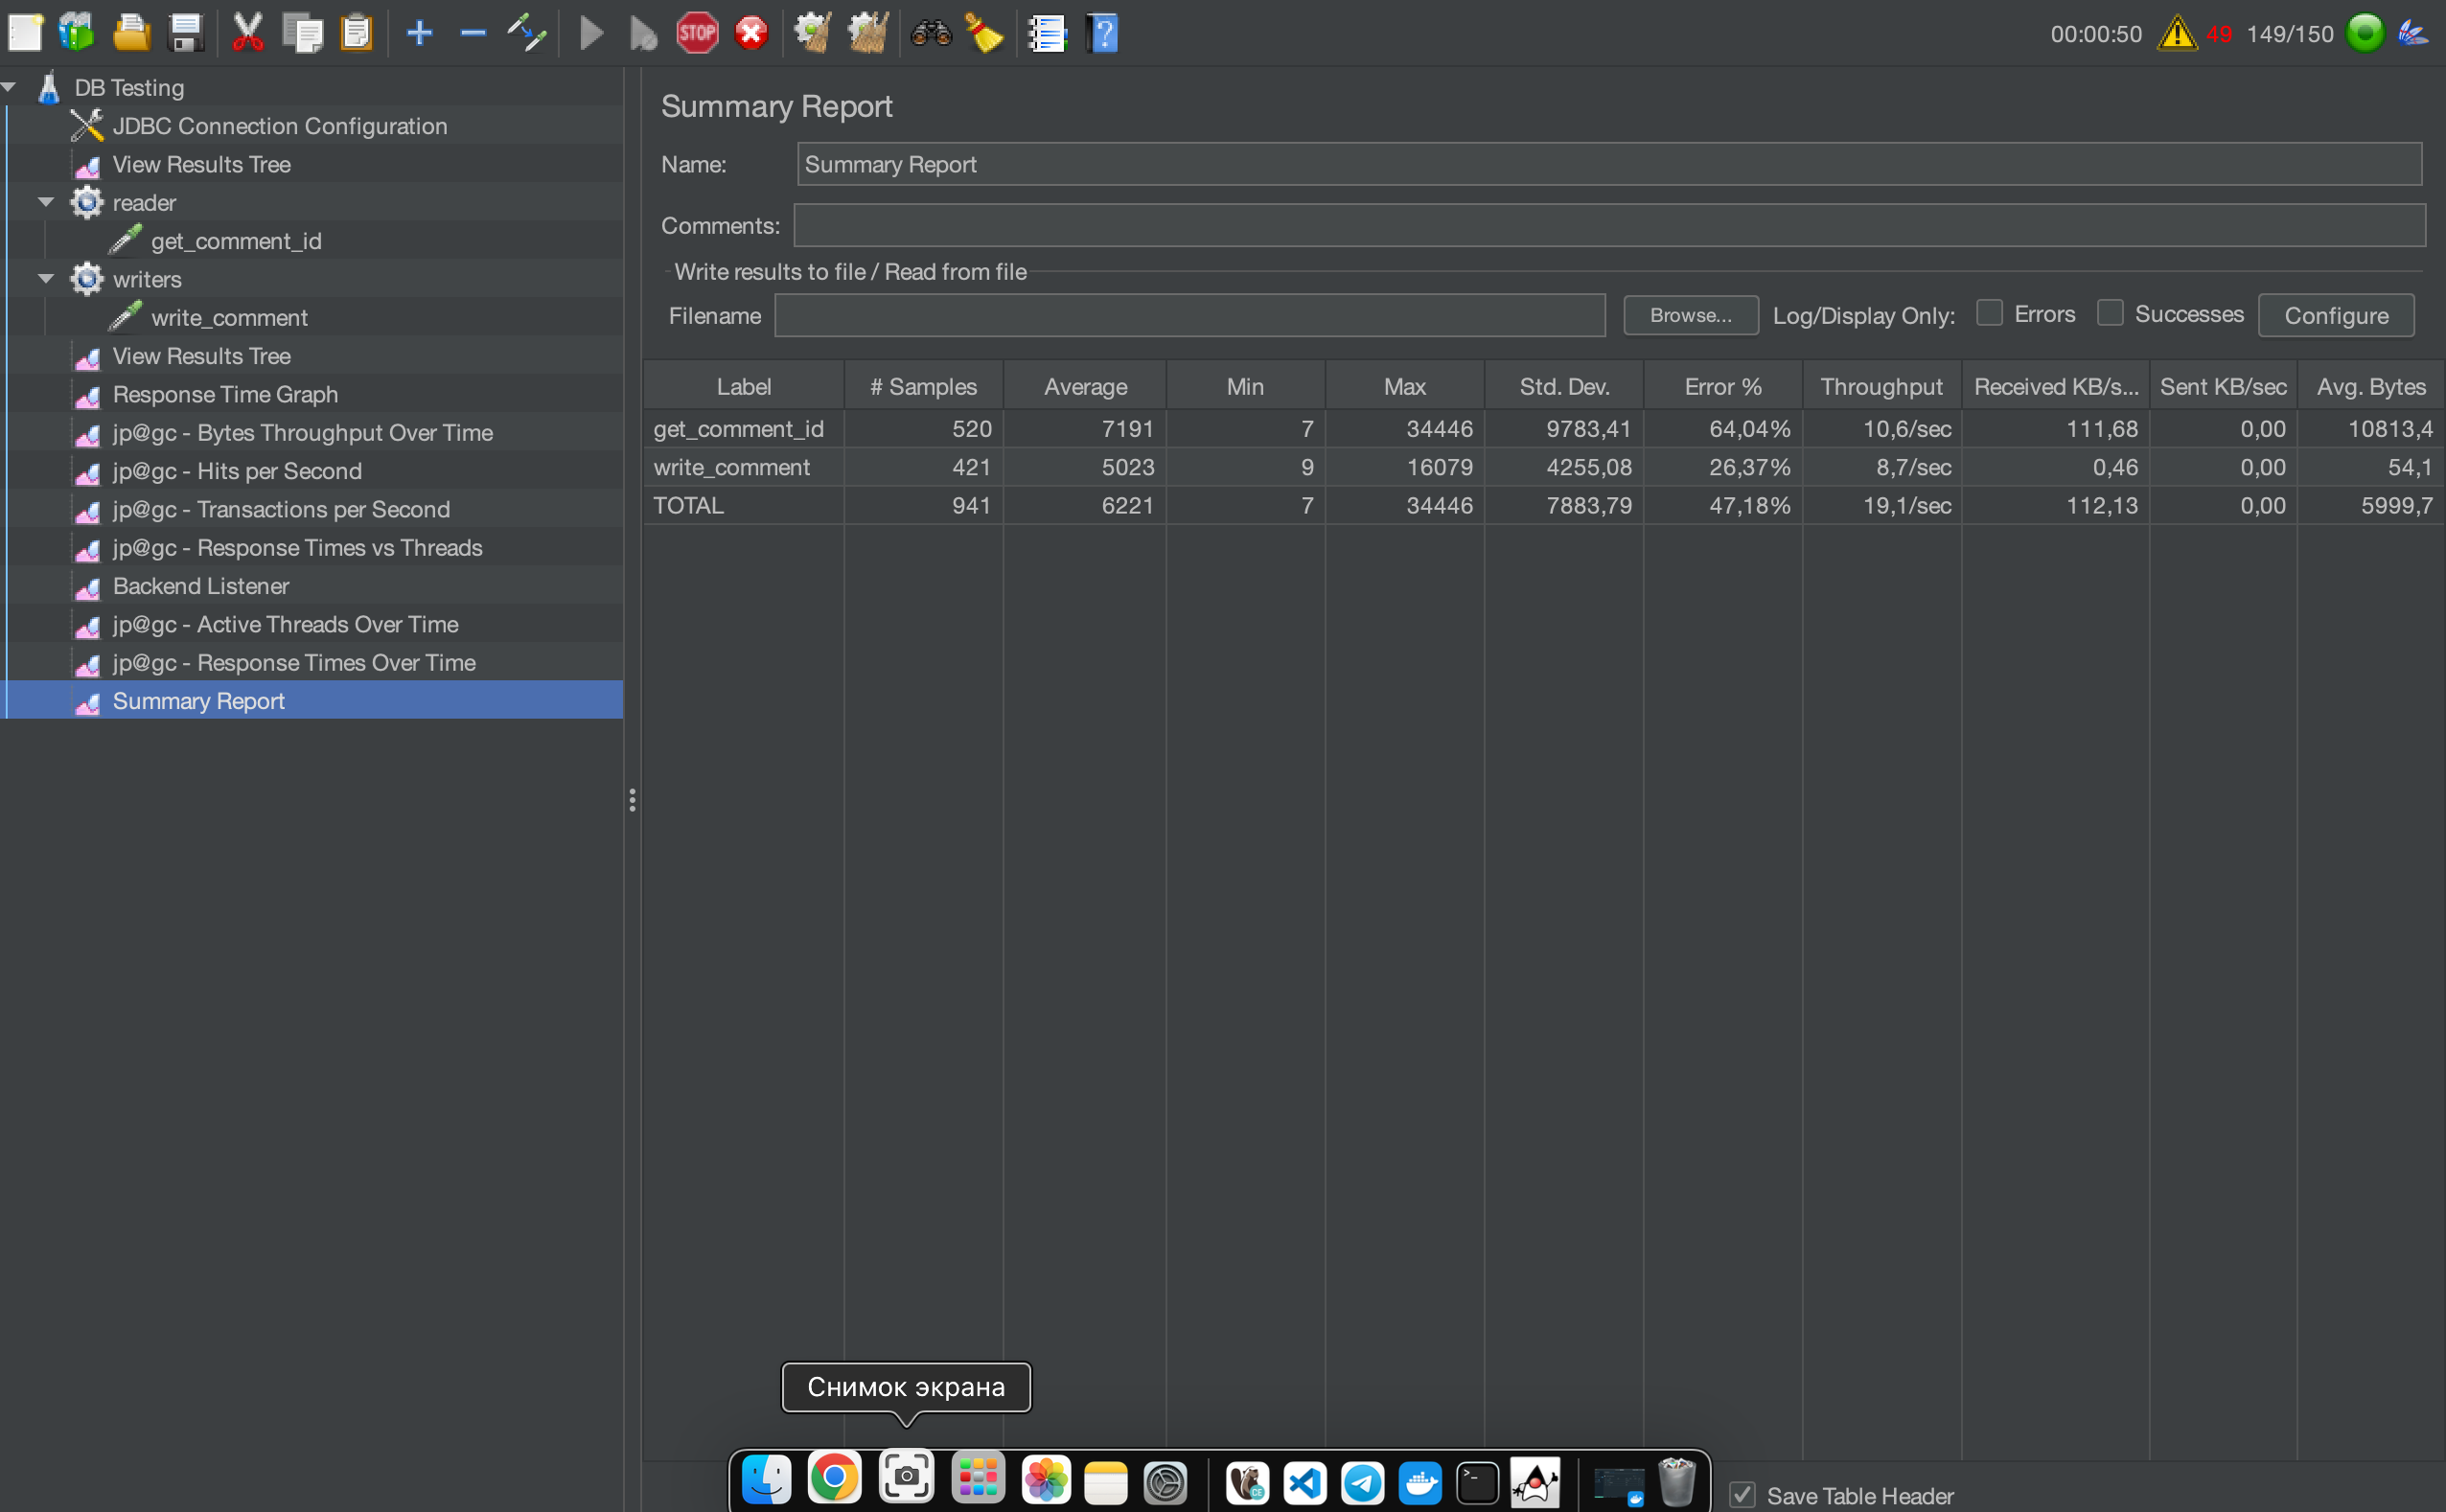 STOP
00:00:50
49
149/150
DB Testing
JDBC Connection Configuration
View Results Tree
reader
get_comment_id
writers
write_comment
View Results Tree
Response Time Graph
jp@gc - Bytes Throughput Over Time
jp@gc - Hits per Second
jp@gc - Transactions per Second
jp@gc - Response Times vs Threads
Backend Listener
jp@gc - Active Threads Over Time
jp@gc - Response Times Over Time
Summary Report
Summary Report
Name: Summary Report
Comments:
Write results to file / Read from file
Filename Browse... Log/Display Only: Errors Successes Configure
Label # Samples Average Min Max Std. Dev. Error % Throughput Received KB/s... Sent KB/sec Avg. Bytes
get_comment_id 520 7191 7 34446 9783,41 64,04% 10,6/sec 111,68 0,00 10813,4
write_comment 421 5023 9 16079 4255,08 26,37% 8,7/sec 0,46 0,00 54,1
TOTAL 941 6221 7 34446 7883,79 47,18% 19,1/sec 112,13 0,00 5999,7
Снимок экрана
Save Table Header